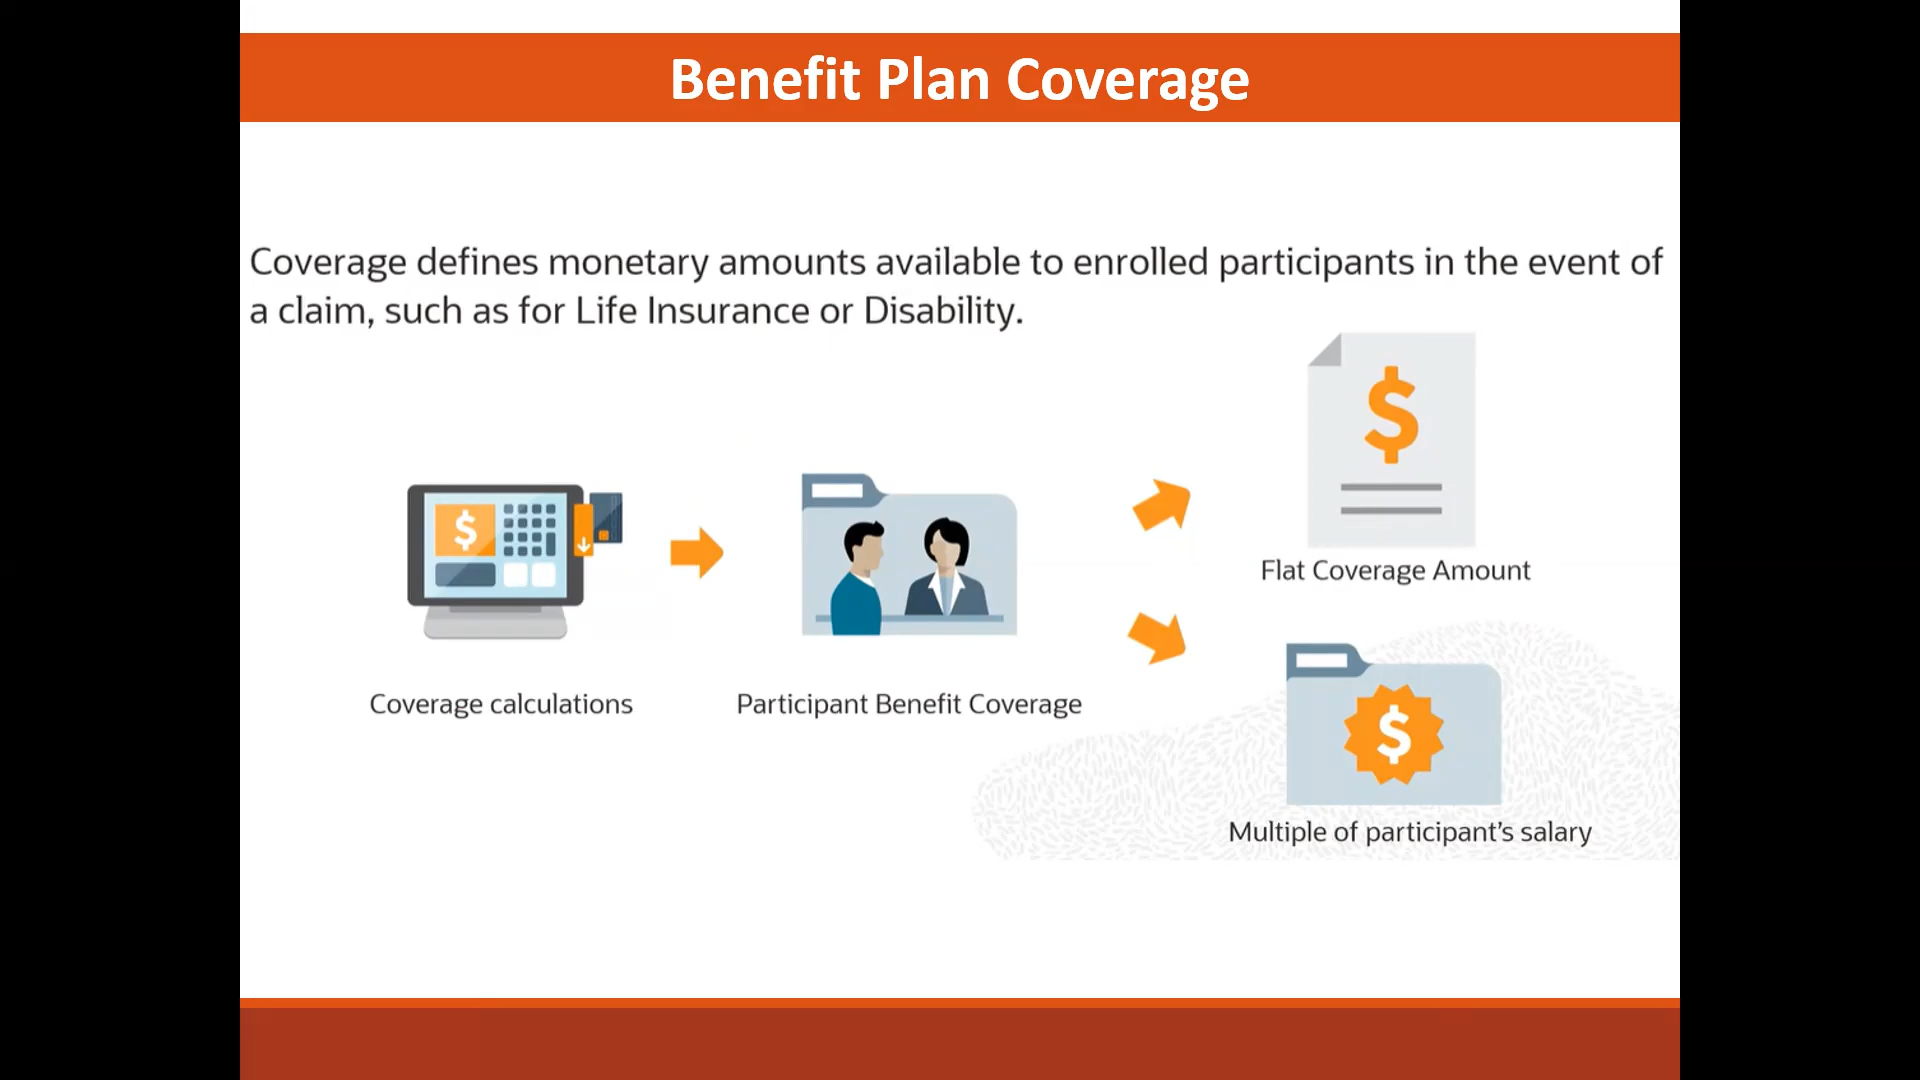 Benefit Plan Coverage
Coverage defines monetary amounts available to enrolled participants in the event of
a claim, such as for Life Insurance or Disability.
$
$
Flat Coverage Amount
Coverage calculations
Participant Benefit Coverage
$
Multiple of participant's salary